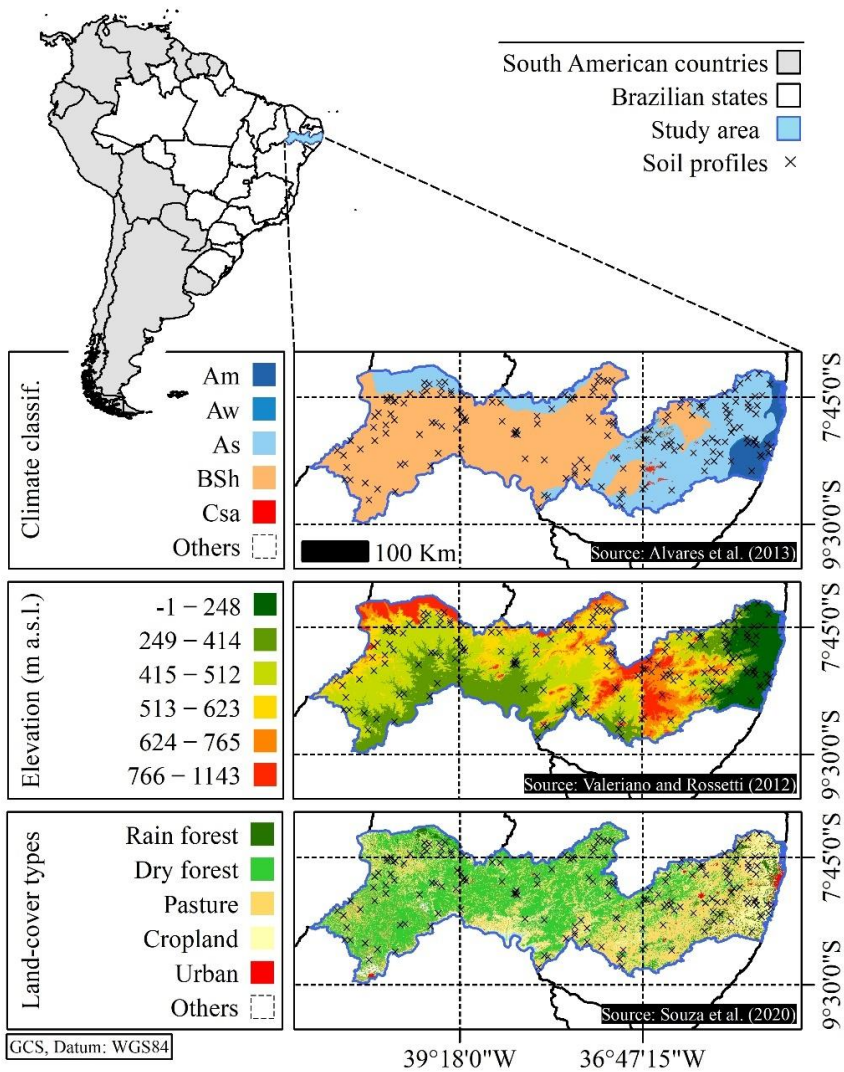 South American countries
Brazilian states
Study area
Soil profiles
Climate classif.
Am
Aw
As
BSh
Csa
Others
100 Km
Source: Alvares et al. (2013)
7°45'0"S
9°30'0"S
Elevation (m a.s.l.)
-1 – 248
249 – 414
415 – 512
513 – 623
624 – 765
766 – 1143
Source: Valeriano and Rossetti (2012)
7°45'0"S
9°30'0"S
Land-cover types
Rain forest
Dry forest
Pasture
Cropland
Urban
Others
Source: Souza et al. (2020)
7°45'0"S
9°30'0"S
GCS, Datum: WGS84
39°18'0"W
36°47'15"W